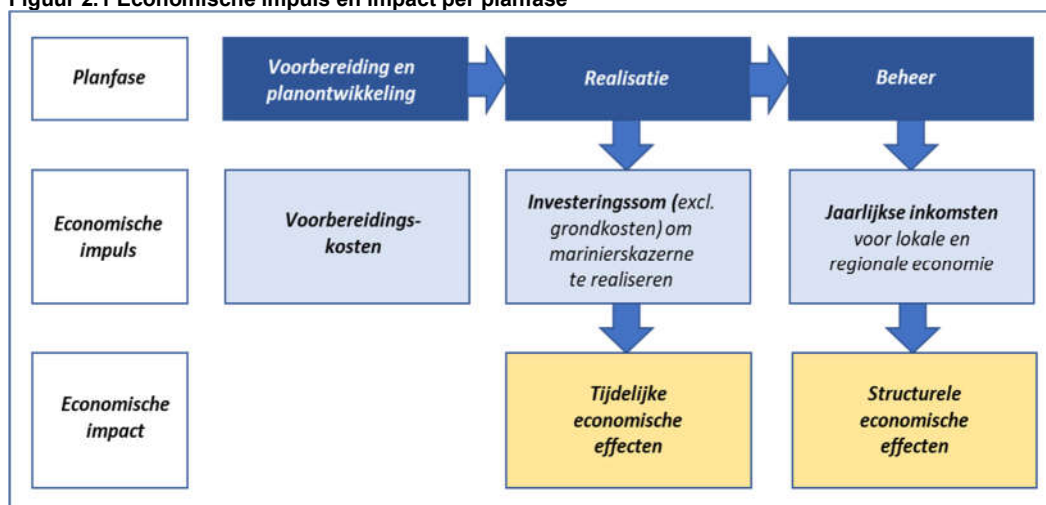 Figuur 2.1 Economische impuls en impact per planfase
Planfase
Voorbereiding en
planontwikkeling
Realisatie
Beheer
Economische
impuls
Voorbereidings-
kosten
Investeringssom (excl.
grondkosten) om
marinierskazerne
te realiseren
Jaarlijkse inkomsten
voor lokale en
regionale economie
Economische
impact
Tijdelijke
economische
effecten
Structurele
economische
effecten